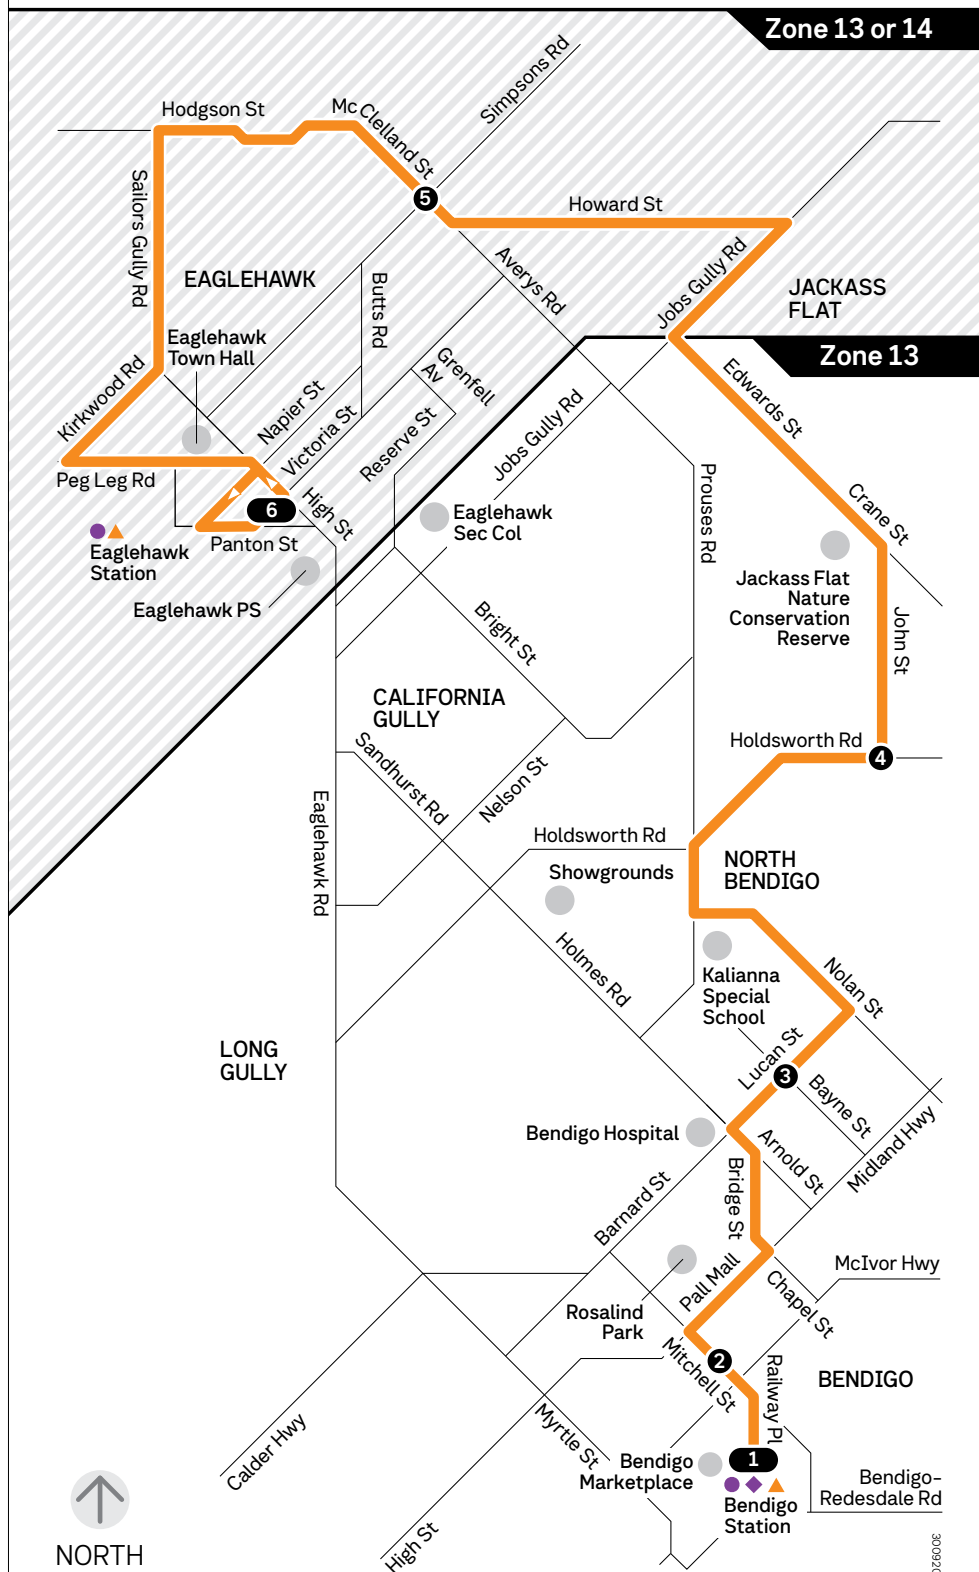 Zone 13 or 14
Simpsons Rd
Hodgson St
McClelland St
5
Howard St
Sailors Gully Rd
Averys Rd
Jobs Gully Rd
EAGLEHAWK
Butts Rd
JACKASS
FLAT
Eaglehawk
Town Hall
Zone 13
Grenfell
Av
Edwards St
Kirkwood Rd
Napier St
Victoria St
Reserve St
Jobs Gully Rd
Peg Leg Rd
Prouses Rd
Crane St
High St
6
Eaglehawk
Sec Col
Panton St
Eaglehawk
Station
Jackass Flat
Nature
Conservation
Reserve
Eaglehawk PS
Bright St
John St
CALIFORNIA
GULLY
Holdsworth Rd
4
Sandhurst Rd
Nelson St
Eaglehawk Rd
Holdsworth Rd
NORTH
BENDIGO
Showgrounds
Holmes Rd
Nolan St
Kalianna
Special
School
LONG
GULLY
Lucan St
3
Bayne St
Bendigo Hospital
Arnold St
Midland Hwy
Bridge St
Barnard St
McIvor Hwy
Pall Mall
Chapel St
Rosalind
Park
2
Mitchell St
Railway Pl
BENDIGO
Myrtle St
Calder Hwy
Bendigo
Marketplace
1
Bendigo–
Redesdale Rd
Bendigo
Station
High St
NORTH
300920